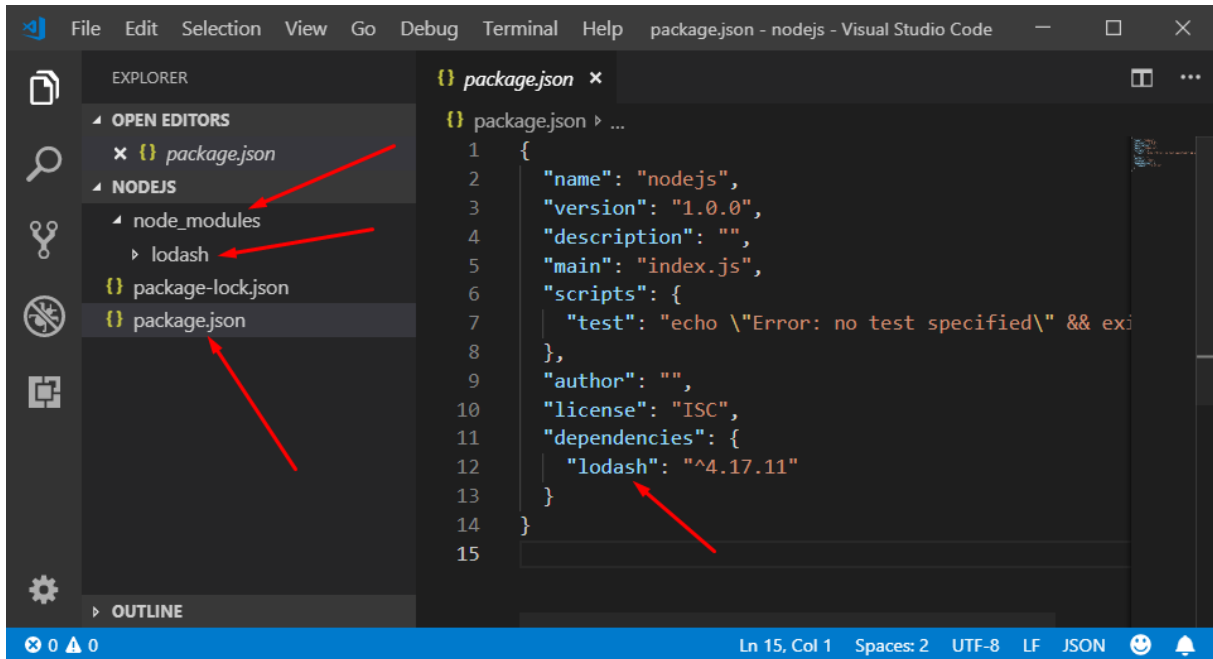 File Edit Selection View Go Debug Terminal Help package.json - nodejs - Visual Studio Code
EXPLORER
OPEN EDITORS
{} package.json
NODEJS
node_modules
lodash
{} package-lock.json
{} package.json
OUTLINE
{} package.json
{} package.json ...
1 {
2 "name": "nodejs",
3 "version": "1.0.0",
4 "description": "",
5 "main": "index.js",
6 "scripts": {
7 "test": "echo \"Error: no test specified\" && exi
8 },
9 "author": "",
10 "license": "ISC",
11 "dependencies": {
12 "lodash": "^4.17.11"
13 }
14 }
15
0 0 Ln 15, Col 1 Spaces: 2 UTF-8 LF JSON